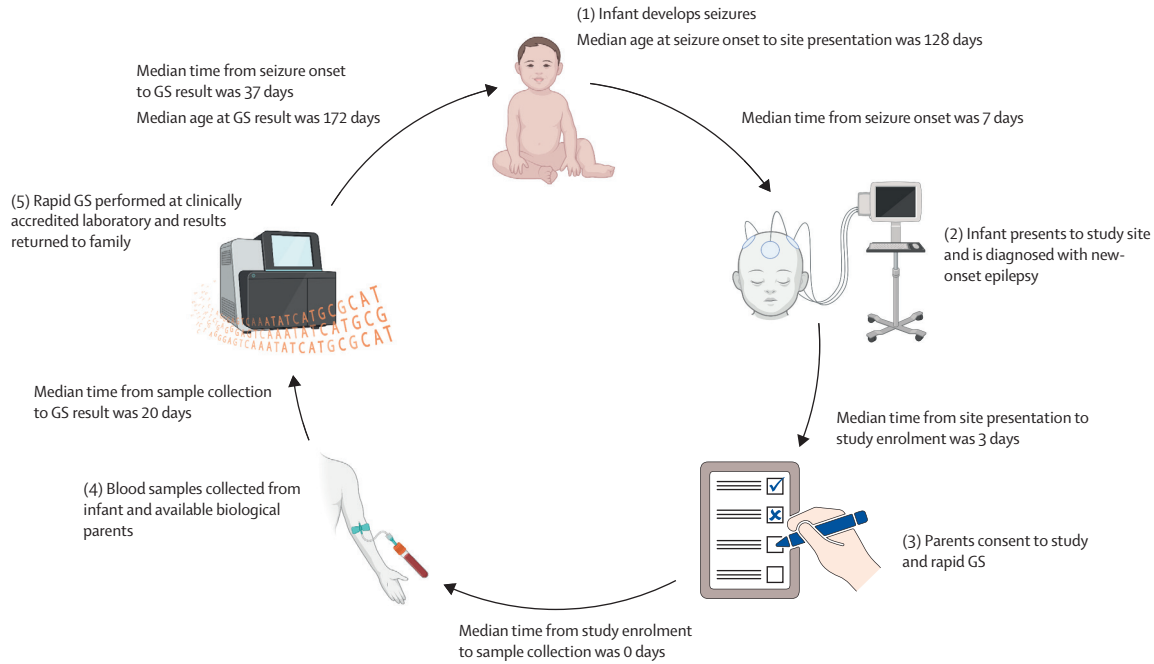 (1) Infant develops seizures
Median age at seizure onset to site presentation was 128 days
Median time from seizure onset was 7 days
(2) Infant presents to study site
and is diagnosed with new-
onset epilepsy
Median time from site presentation to
study enrolment was 3 days
(3) Parents consent to study
and rapid GS
Median time from study enrolment
to sample collection was 0 days
(4) Blood samples collected from
infant and available biological
parents
Median time from sample collection
to GS result was 20 days
(5) Rapid GS performed at clinically
accredited laboratory and results
returned to family
Median time from seizure onset
to GS result was 37 days
Median age at GS result was 172 days
TCAAATATCATGCGCAT
GAGTCAAATATCATGCG
GGAGTCAAATATCATGCGCAT